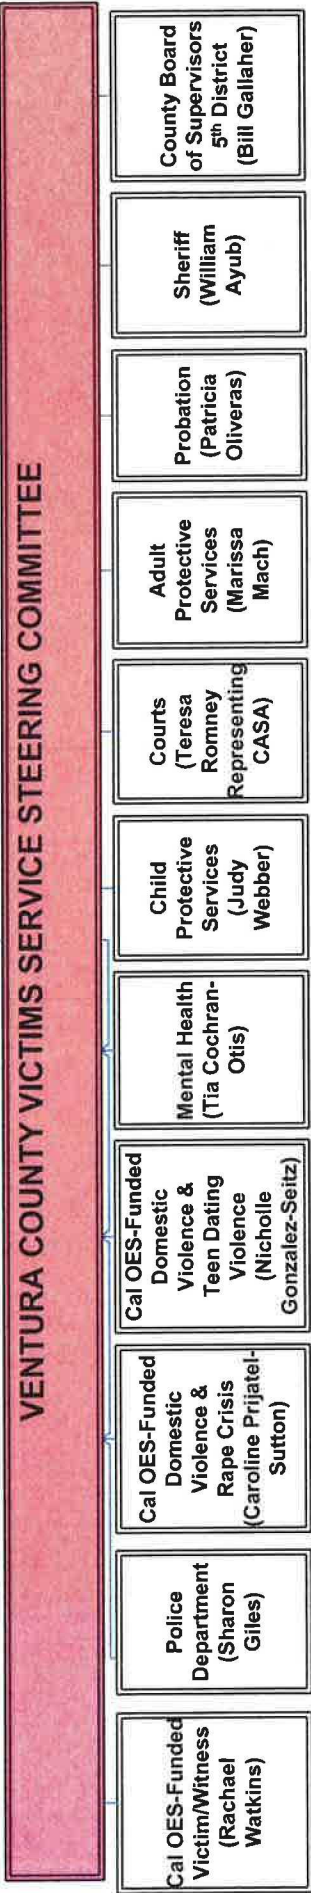 VENTURA COUNTY VICTIMS SERVICE STEERING COMMITTEE
Cal OES-Funded
Victim/Witness
(Rachael
Watkins)
Police
Department
(Sharon
Giles)
Cal OES-Funded
Domestic
Violence &
Rape Crisis
(Caroline Prijatel-
Sutton)
Cal OES-Funded
Domestic
Violence &
Teen Dating
Violence
(Nicholle
Gonzalez-Seitz)
Mental Health
(Tia Cochran-
Otis)
Child
Protective
Services
(Judy
Webber)
Courts
(Teresa
Romney
Representing
CASA)
Adult
Protective
Services
(Marissa
Mach)
Probation
(Patricia
Oliveras)
Sheriff
(William
Ayub)
County Board
of Supervisors
5th District
(Bill Gallaher)